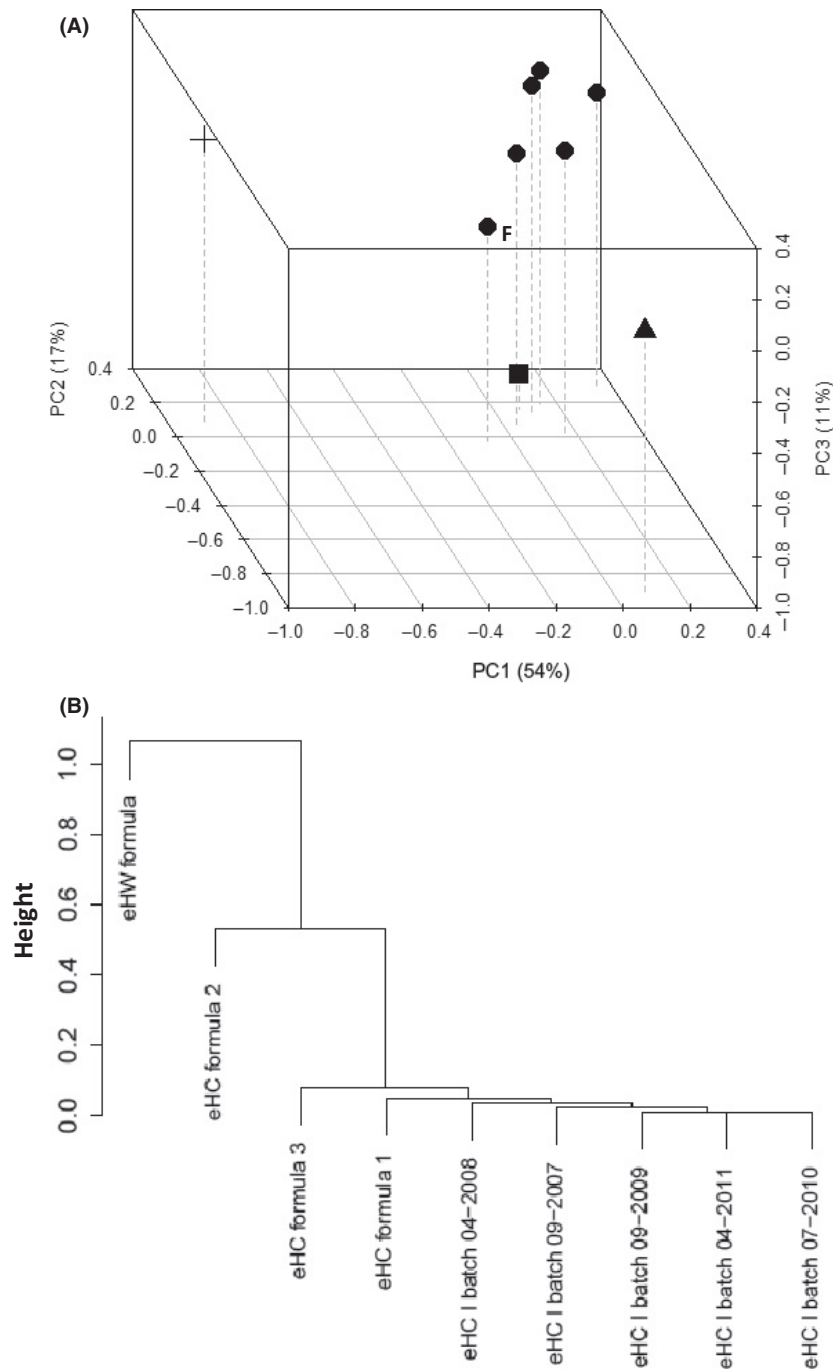 (A)
F
PC2 (17%)
0.4
0.2
0.0
−0.2
−0.4
−0.6
−0.8
−1.0
0.4
0.2
0.0
−0.2
−0.4
−0.6
−0.8
−1.0
PC3 (11%)
−1.0 −0.8 −0.6 −0.4 −0.2 0.0 0.2 0.4
PC1 (54%)
(B)
Height
1.0
0.8
0.6
0.4
0.2
0.0
eHW formula
eHC formula 2
eHC formula 3
eHC formula 1
eHC I batch 04−2008
eHC I batch 09−2007
eHC I batch 09−2009
eHC I batch 04−2011
eHC I batch 07−2010